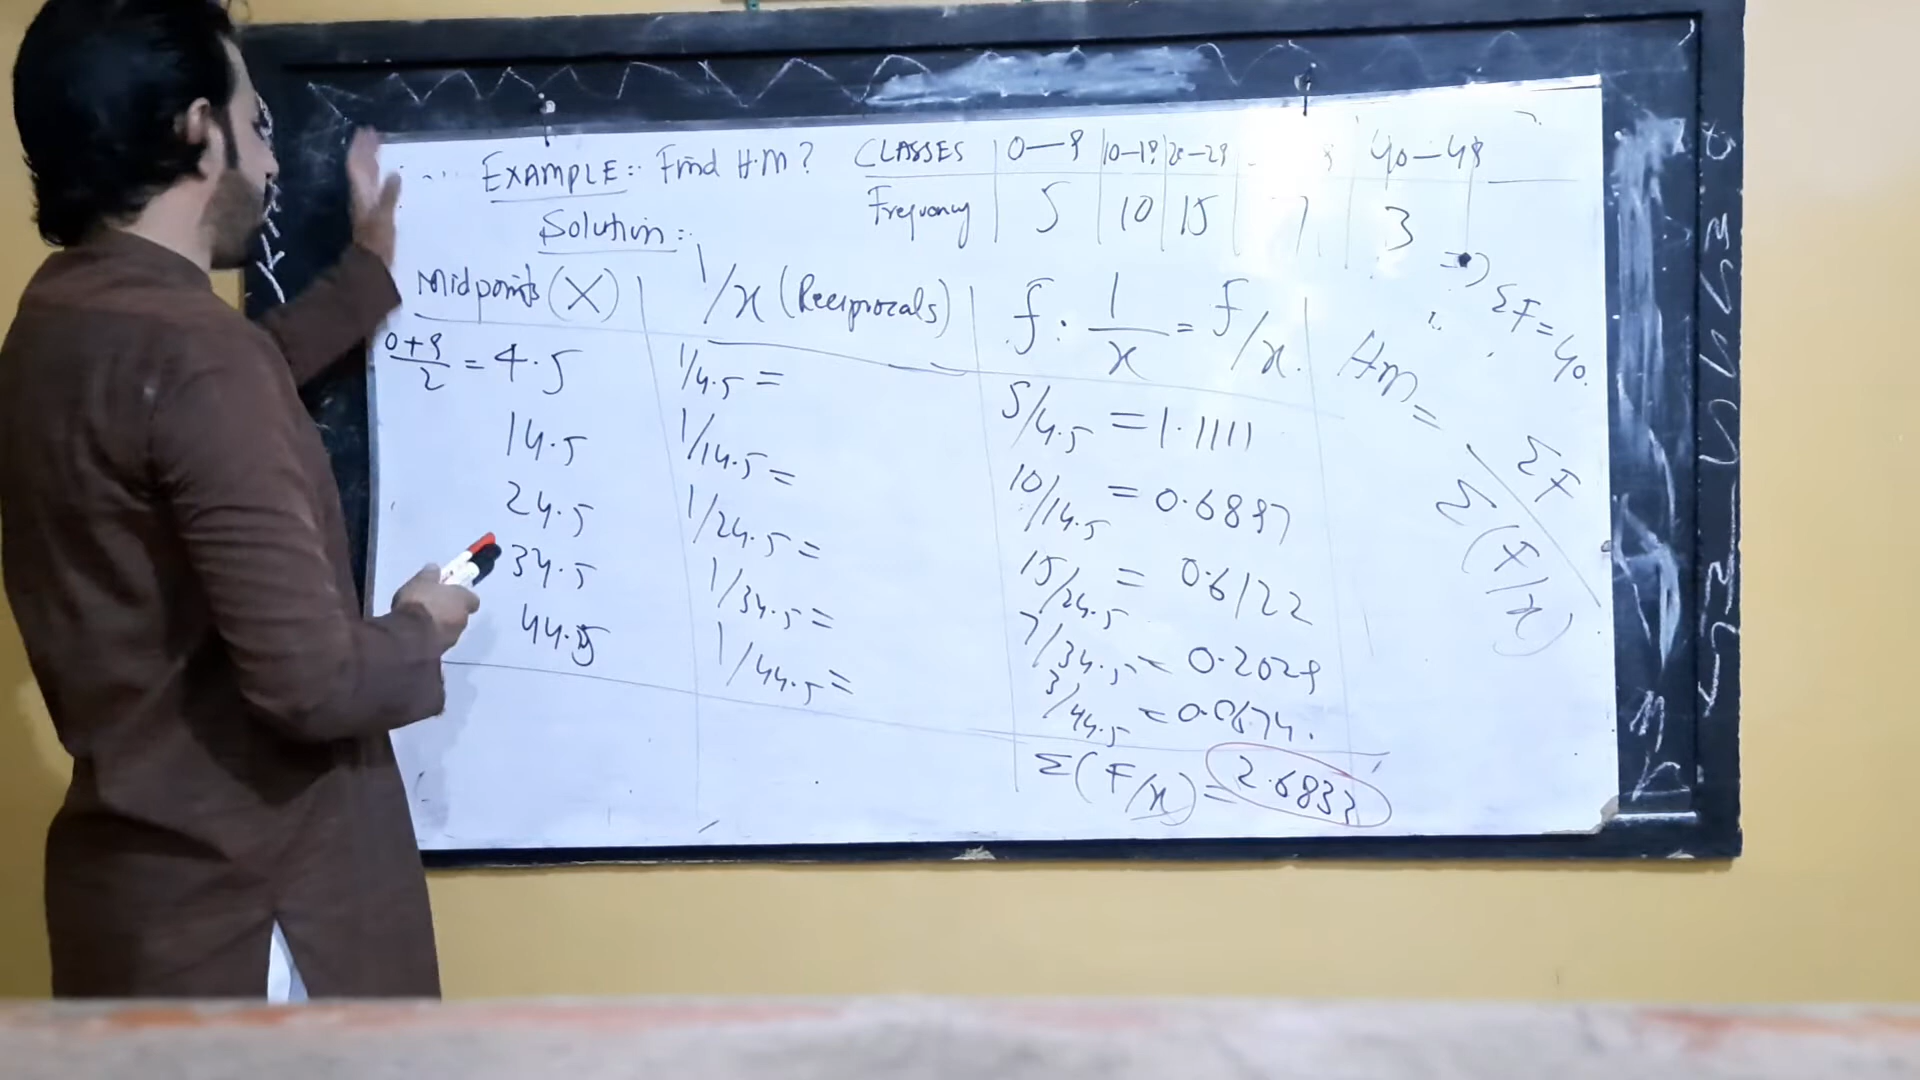 EXAMPLE:- Find H.M?
CLASSES | 0—9 | 10-19 | 20-29 | 40-49
Frequency | 5 | 10 | 15 | 7 | 3
=> ΣF = 40.
Solution:-
Midpoints (X) | 1/x (Reciprocals) | f . 1/x = f/x.
0+9/2 = 4.5 | 1/4.5 = | 5/4.5 = 1.1111
14.5 | 1/14.5 = | 10/14.5 = 0.6897
24.5 | 1/24.5 = | 15/24.5 = 0.6122
34.5 | 1/34.5 = | 7/34.5 = 0.2029
44.5 | 1/44.5 = | 3/44.5 = 0.0674.
Σ(F/x) = 2.6833
Hm = ΣF / Σ(F/x)